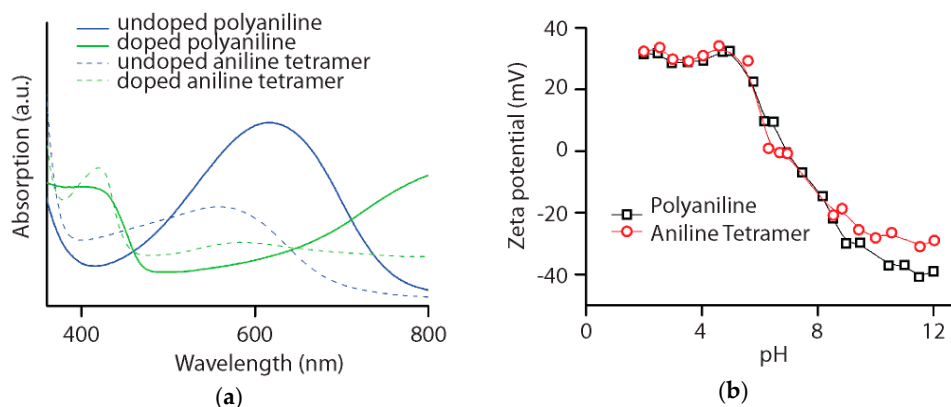 undoped polyaniline
doped polyaniline
undoped aniline tetramer
doped aniline tetramer
Absorption (a.u.)
400
600
800
Wavelength (nm)
(a)
40
20
0
-20
-40
Zeta potential (mV)
Polyaniline
Aniline Tetramer
0
4
8
12
pH
(b)